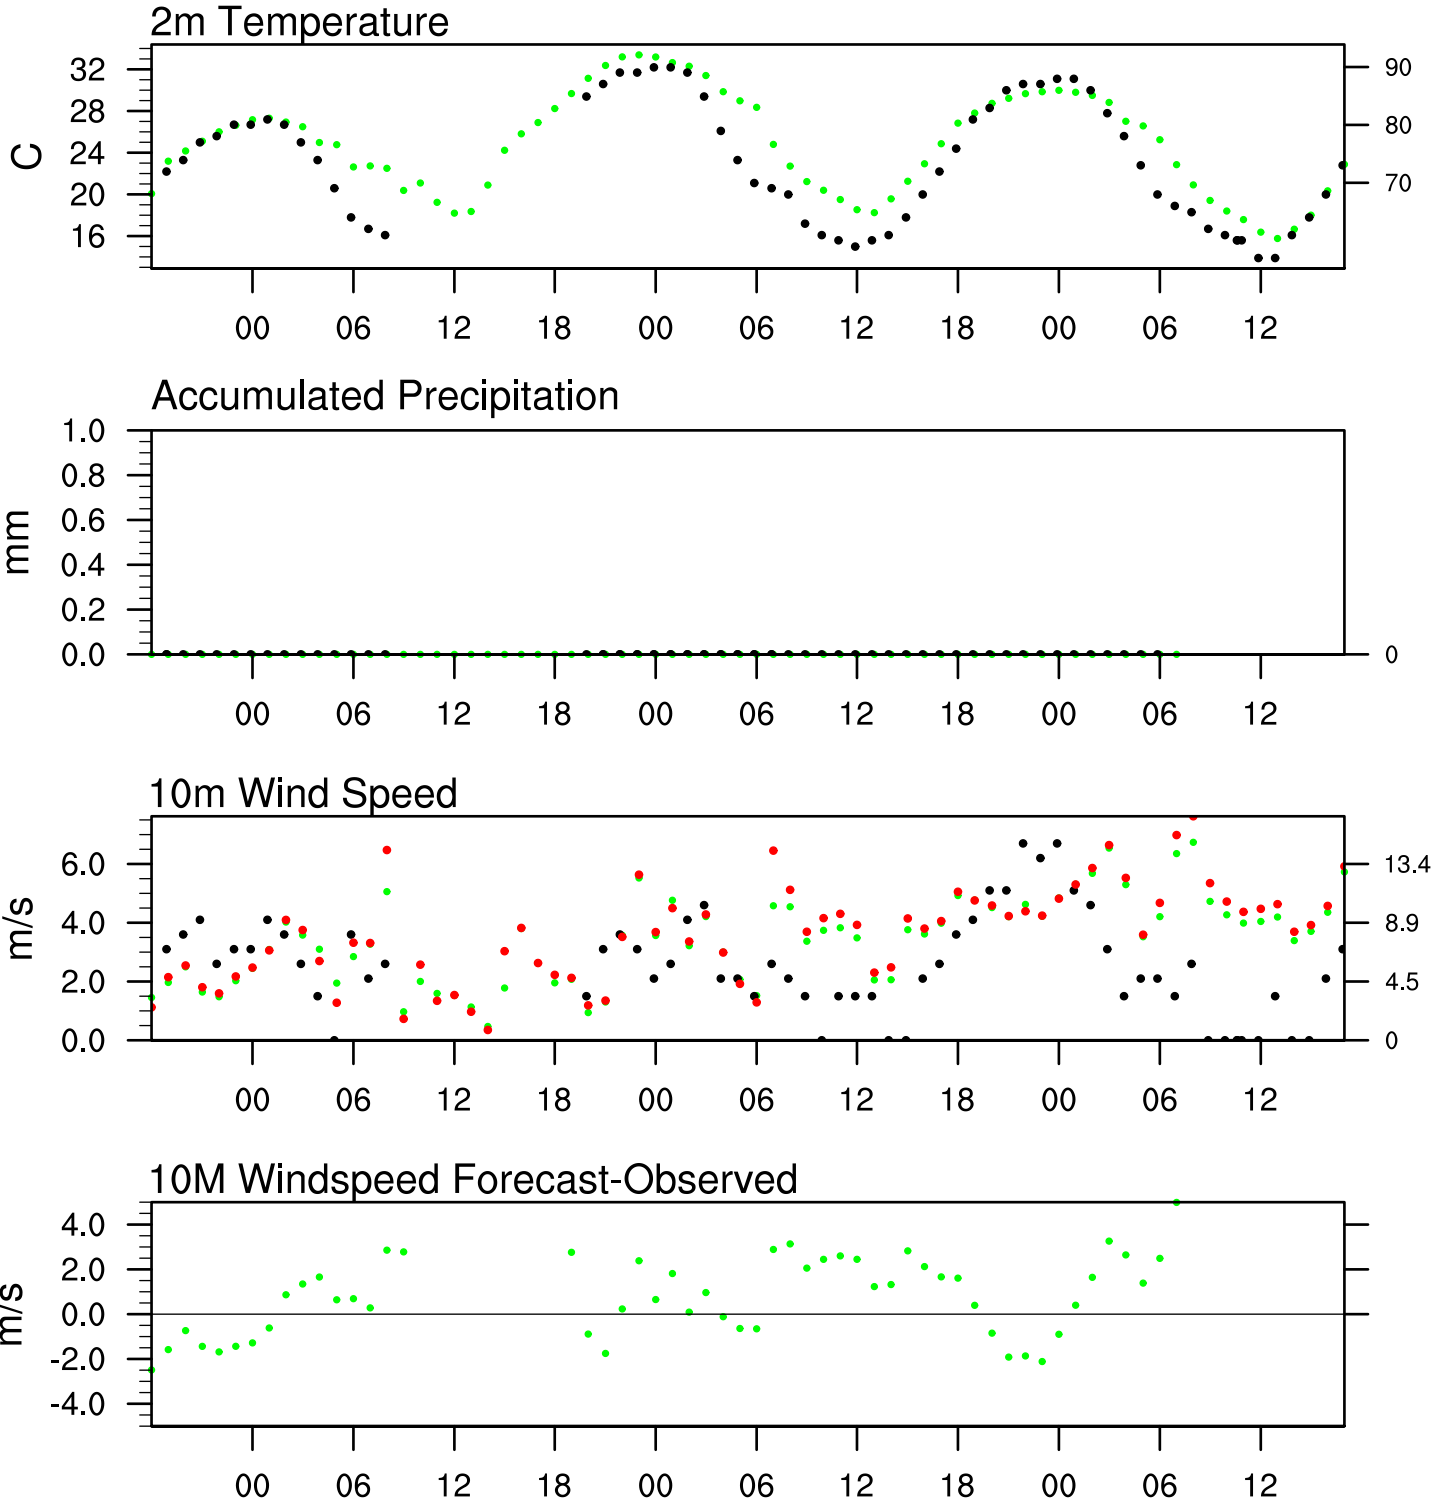 2m Temperature
32 90
28 80
24
C
20 70
16
00 06 12 18 00 06 12 18 00 06 12
Accumulated Precipitation
1.0
0.8
0.6
mm
0.4
0.2
0.0 0
00 06 12 18 00 06 12 18 00 06 12
10m Wind Speed
6.0 13.4
4.0 8.9
m/s
2.0 4.5
0.0 0
00 06 12 18 00 06 12 18 00 06 12
10M Windspeed Forecast-Observed
4.0
2.0
0.0
m/s
-2.0
-4.0
00 06 12 18 00 06 12 18 00 06 12